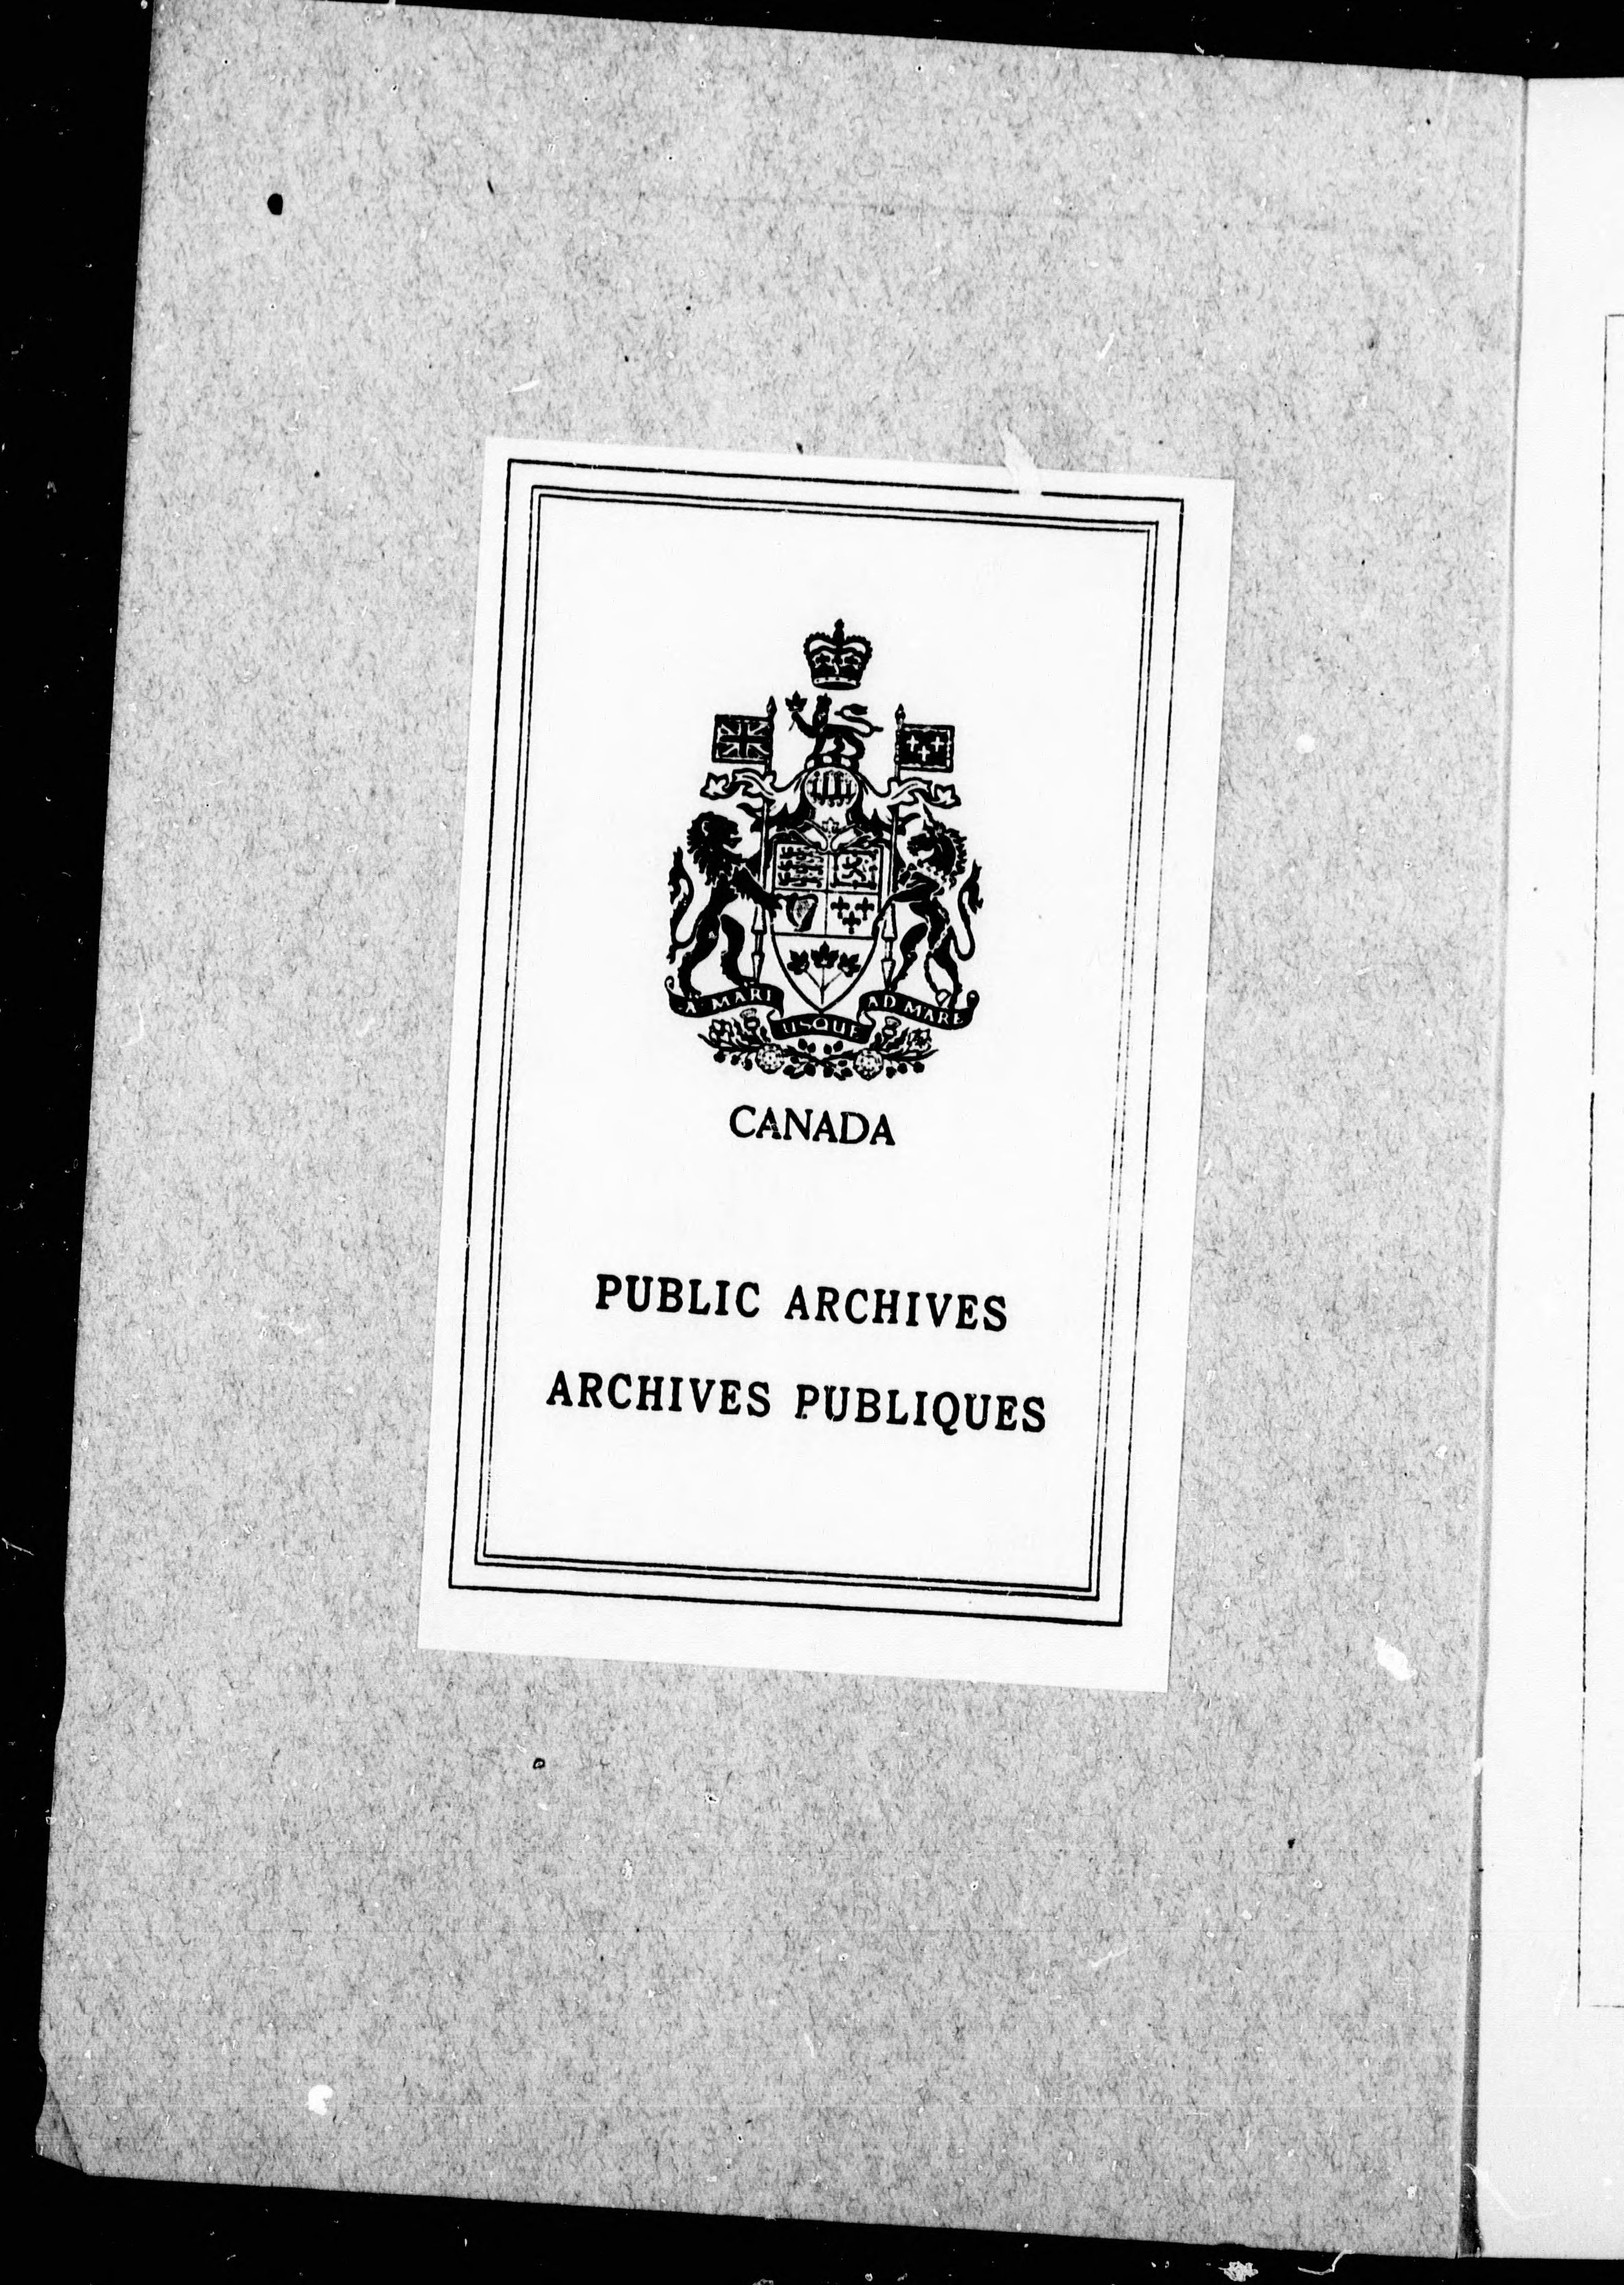 A MARI USQUE AD MARE
CANADA
PUBLIC ARCHIVES
ARCHIVES PUBLIQUES